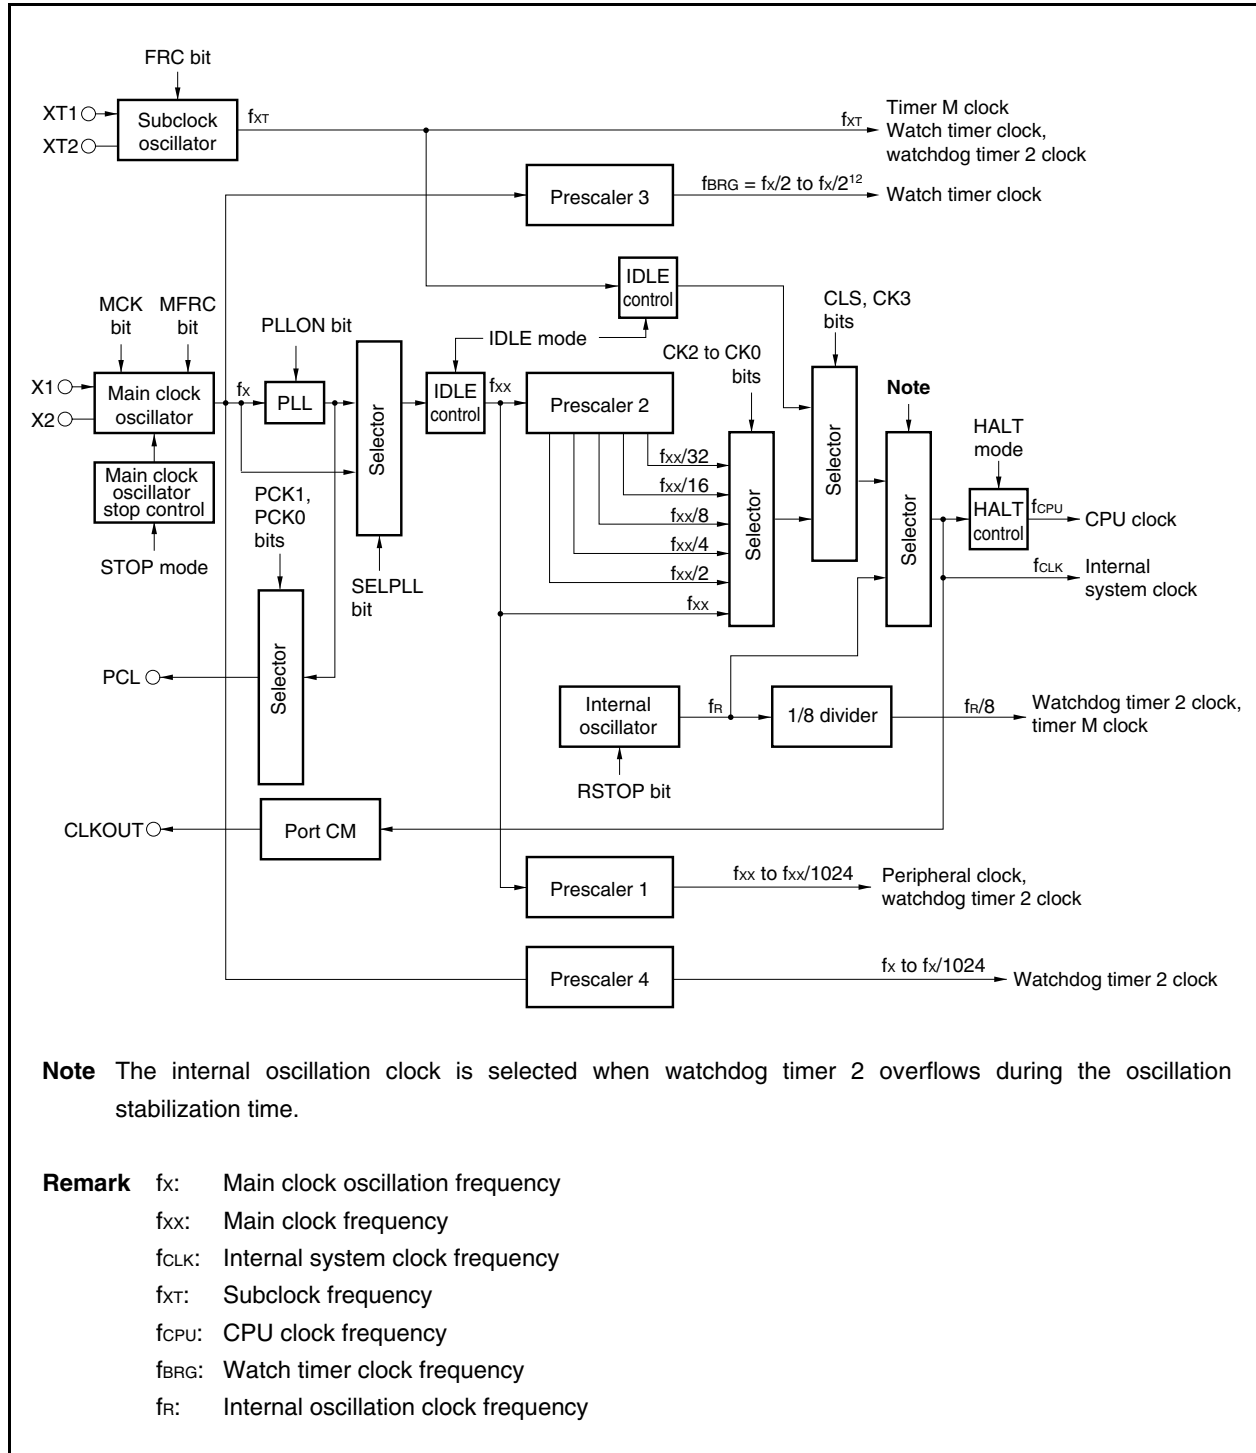 FRC bit
XT1
XT2
Subclock
oscillator
fXT
fXT
Timer M clock
Watch timer clock,
watchdog timer 2 clock
Prescaler 3
fBRG = fX/2 to fX/2¹²
Watch timer clock
IDLE
control
MCK
bit
MFRC
bit
PLLON bit
IDLE mode
CLS, CK3
bits
CK2 to CK0
bits
X1
X2
Main clock
oscillator
fX
PLL
Selector
IDLE
control
fXX
Prescaler 2
Note
HALT
mode
Main clock
oscillator
stop control
STOP mode
PCK1,
PCK0
bits
SELPLL
bit
fXX/32
fXX/16
fXX/8
fXX/4
fXX/2
fXX
Selector
Selector
Selector
HALT
control
fCPU
CPU clock
fCLK
Internal
system clock
PCL
Selector
Internal
oscillator
fR
1/8 divider
fR/8
Watchdog timer 2 clock,
timer M clock
RSTOP bit
CLKOUT
Port CM
Prescaler 1
fXX to fXX/1024
Peripheral clock,
watchdog timer 2 clock
Prescaler 4
fX to fX/1024
Watchdog timer 2 clock
Note The internal oscillation clock is selected when watchdog timer 2 overflows during the oscillation
stabilization time.
Remark fX: Main clock oscillation frequency
fXX: Main clock frequency
fCLK: Internal system clock frequency
fXT: Subclock frequency
fCPU: CPU clock frequency
fBRG: Watch timer clock frequency
fR: Internal oscillation clock frequency